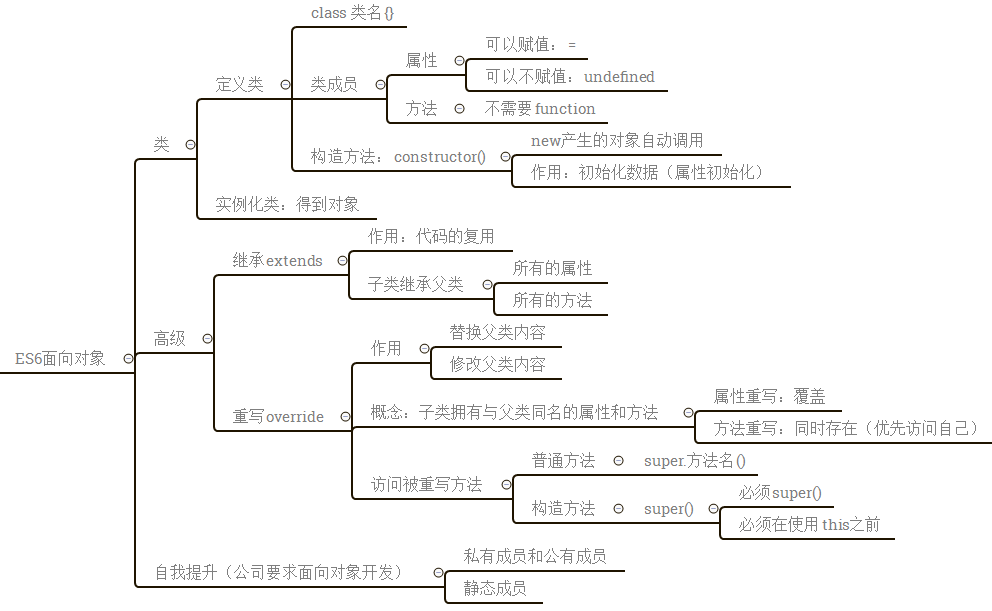 class 类名{}
可以赋值：=
属性
可以不赋值：undefined
定义类
类成员
方法
不需要function
new产生的对象自动调用
类
构造方法：constructor()
作用：初始化数据（属性初始化）
实例化类：得到对象
作用：代码的复用
继承extends
所有的属性
子类继承父类
所有的方法
替换父类内容
高级
作用
ES6面向对象
修改父类内容
属性重写：覆盖
重写override
概念：子类拥有与父类同名的属性和方法
方法重写：同时存在（优先访问自己）
普通方法
super.方法名()
访问被重写方法
必须super()
构造方法
super()
必须在使用this之前
私有成员和公有成员
自我提升（公司要求面向对象开发）
静态成员